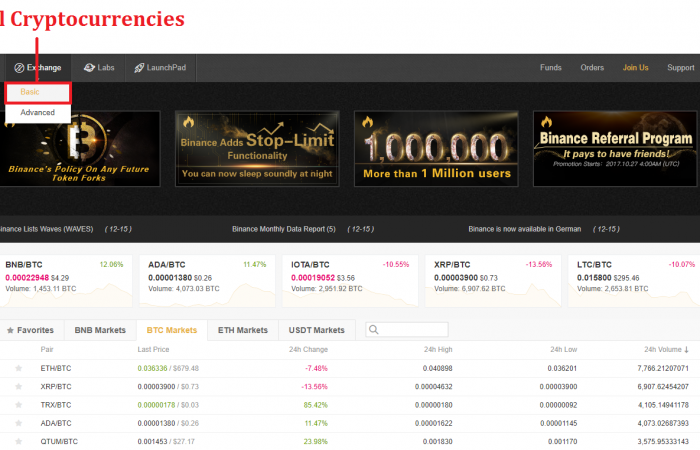 l Cryptocurrencies
Exchange Labs LaunchPad Funds Orders Join Us Support
Basic
Advanced
Binance's Policy On Any Future
Token Forks
Binance Adds Stop-Limit
Functionality
You can now sleep soundly at night
1,000,000
More than 1 Million users
Binance Referral Program
It pays to have friends!
Promotion Starts: 2017.10.27 4:00AM (UTC)
inance Lists Waves (WAVES) ( 12-15 ) Binance Monthly Data Report (5) ( 12-15 ) Binance is now available in German ( 12-15 )
BNB/BTC 12.06% ADA/BTC 11.47% IOTA/BTC -10.55% XRP/BTC -13.56% LTC/BTC -10.07%
0.00022948 $4.29 0.00001380 $0.26 0.00019052 $3.56 0.00003900 $0.73 0.015800 $295.46
Volume: 1,453.11 BTC Volume: 4,073.03 BTC Volume: 2,951.92 BTC Volume: 6,907.62 BTC Volume: 2,653.81 BTC
Favorites BNB Markets BTC Markets ETH Markets USDT Markets
Pair Last Price 24h Change 24h High 24h Low 24h Volume ↓
ETH/BTC 0.036336 / $679.48 -7.48% 0.040898 0.036201 7,766.21207071
XRP/BTC 0.00003900 / $0.73 -13.56% 0.00004632 0.00003900 6,907.62454207
TRX/BTC 0.00000178 / $0.03 85.42% 0.00000180 0.00000092 4,105.14941178
ADA/BTC 0.00001380 / $0.26 11.47% 0.00001622 0.00001145 4,073.02687393
QTUM/BTC 0.001453 / $27.17 23.98% 0.001830 0.001170 3,575.97755938